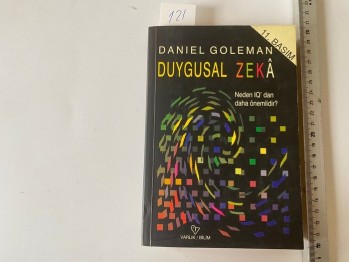 121
11. BASIM
DANIEL GOLEMAN
DUYGUSAL ZEKÂ
Neden IQ' dan
daha önemlidir?
VARLIK / BİLİM